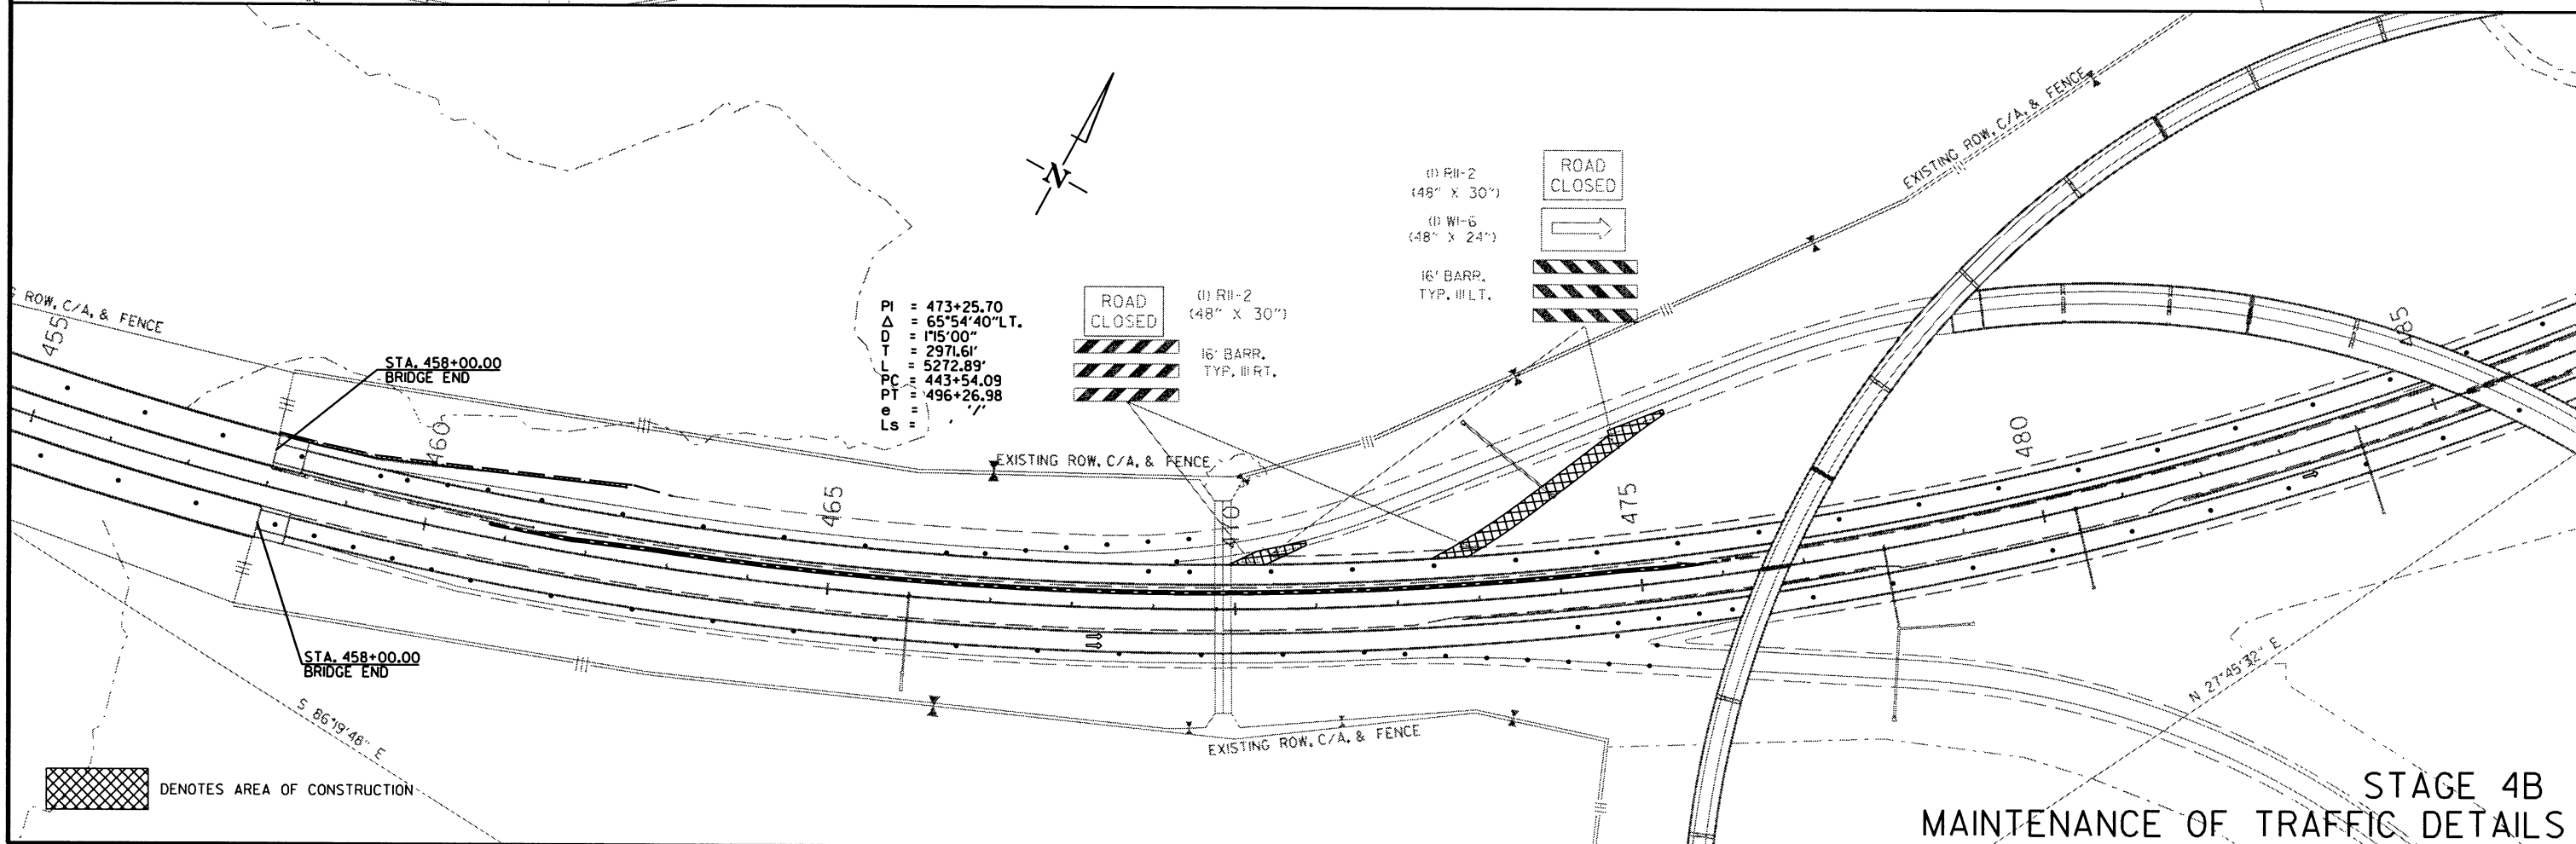 EXISTING ROW, C/A, & FENCE
ROW, C/A, & FENCE
455
STA. 458+00.00
BRIDGE END
460
PI = 473+25.70
Δ = 65°54'40"LT.
D = 1°15'00"
T = 2971.61'
L = 5272.89'
PC = 443+54.09
PT = 496+26.98
e = '/'
Ls = '
ROAD
CLOSED
(1) R11-2
(48" X 30")
16' BARR.
TYP. III RT.
N
(1) R11-2
(48" X 30")
ROAD
CLOSED
(1) W1-6
(48" X 24")
16' BARR.
TYP. III LT.
EXISTING ROW, C/A, & FENCE
465
410
475
480
485
STA. 458+00.00
BRIDGE END
S 86°19'48" E
EXISTING ROW, C/A, & FENCE
N 27°45'32" E
DENOTES AREA OF CONSTRUCTION
STAGE 4B
MAINTENANCE OF TRAFFIC DETAILS